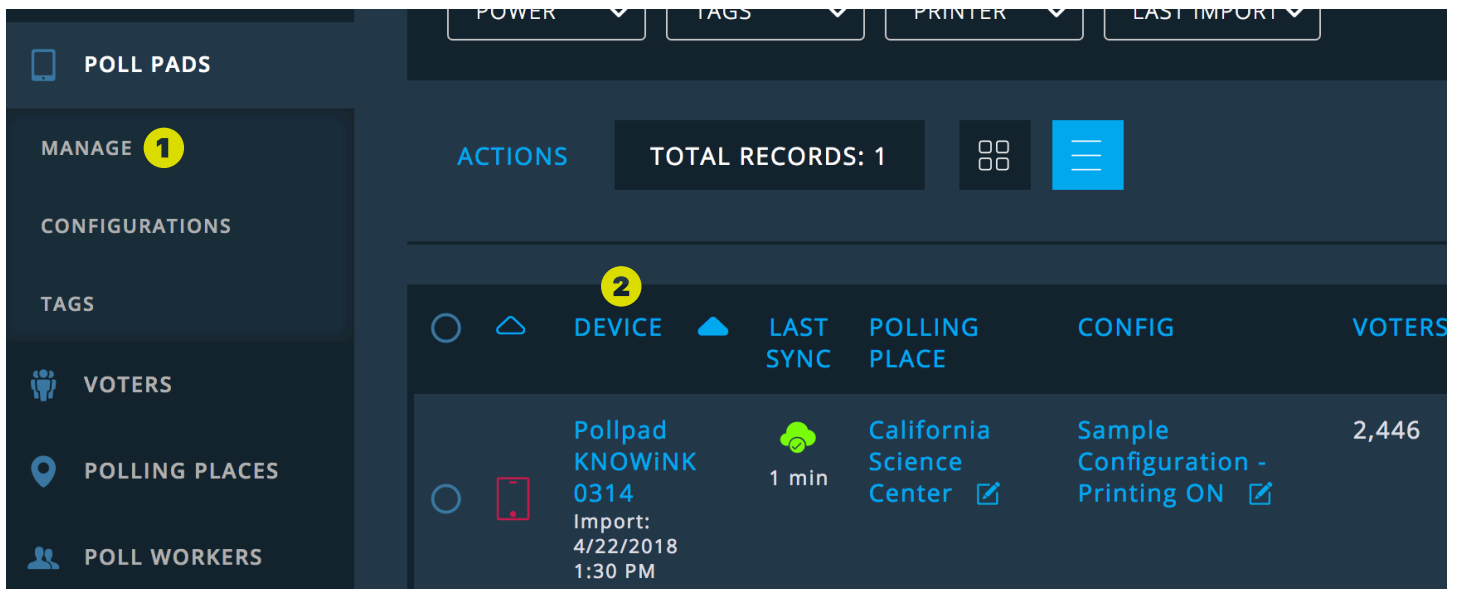 POWER TAGS PRINTER LAST IMPORT
POLL PADS
MANAGE 1
CONFIGURATIONS
TAGS
VOTERS
POLLING PLACES
POLL WORKERS
ACTIONS TOTAL RECORDS: 1
2
DEVICE LAST SYNC POLLING PLACE CONFIG VOTERS
Pollpad
KNOWiNK
0314
Import:
4/22/2018
1:30 PM
1 min
California
Science
Center
Sample
Configuration -
Printing ON
2,446